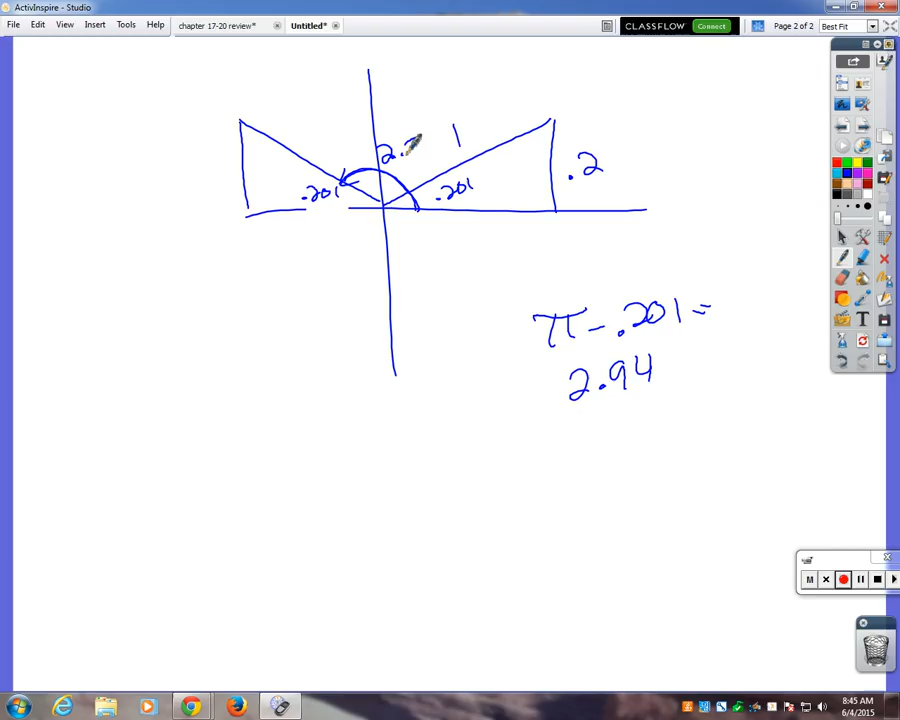 ActivInspire - Studio
File Edit View Insert Tools Help
chapter 17-20 review*
Untitled*
CLASSFLOW
Connect
Page 2 of 2
Best Fit
1
.201
.201
.2
π - .201 =
2.94
M
8:45 AM
6/4/2015